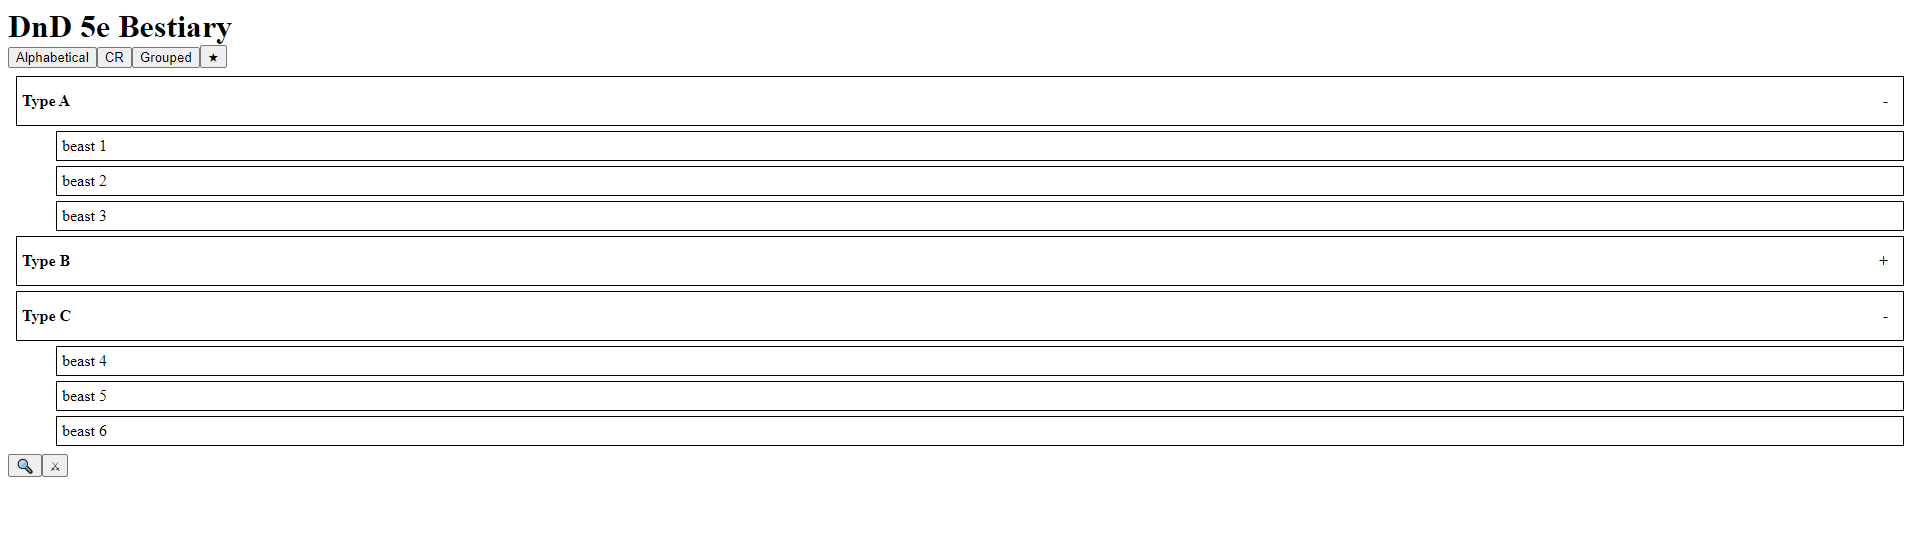 DnD 5e Bestiary
Alphabetical CR Grouped ★
Type A -
beast 1
beast 2
beast 3
Type B +
Type C -
beast 4
beast 5
beast 6
🔍 ⚔